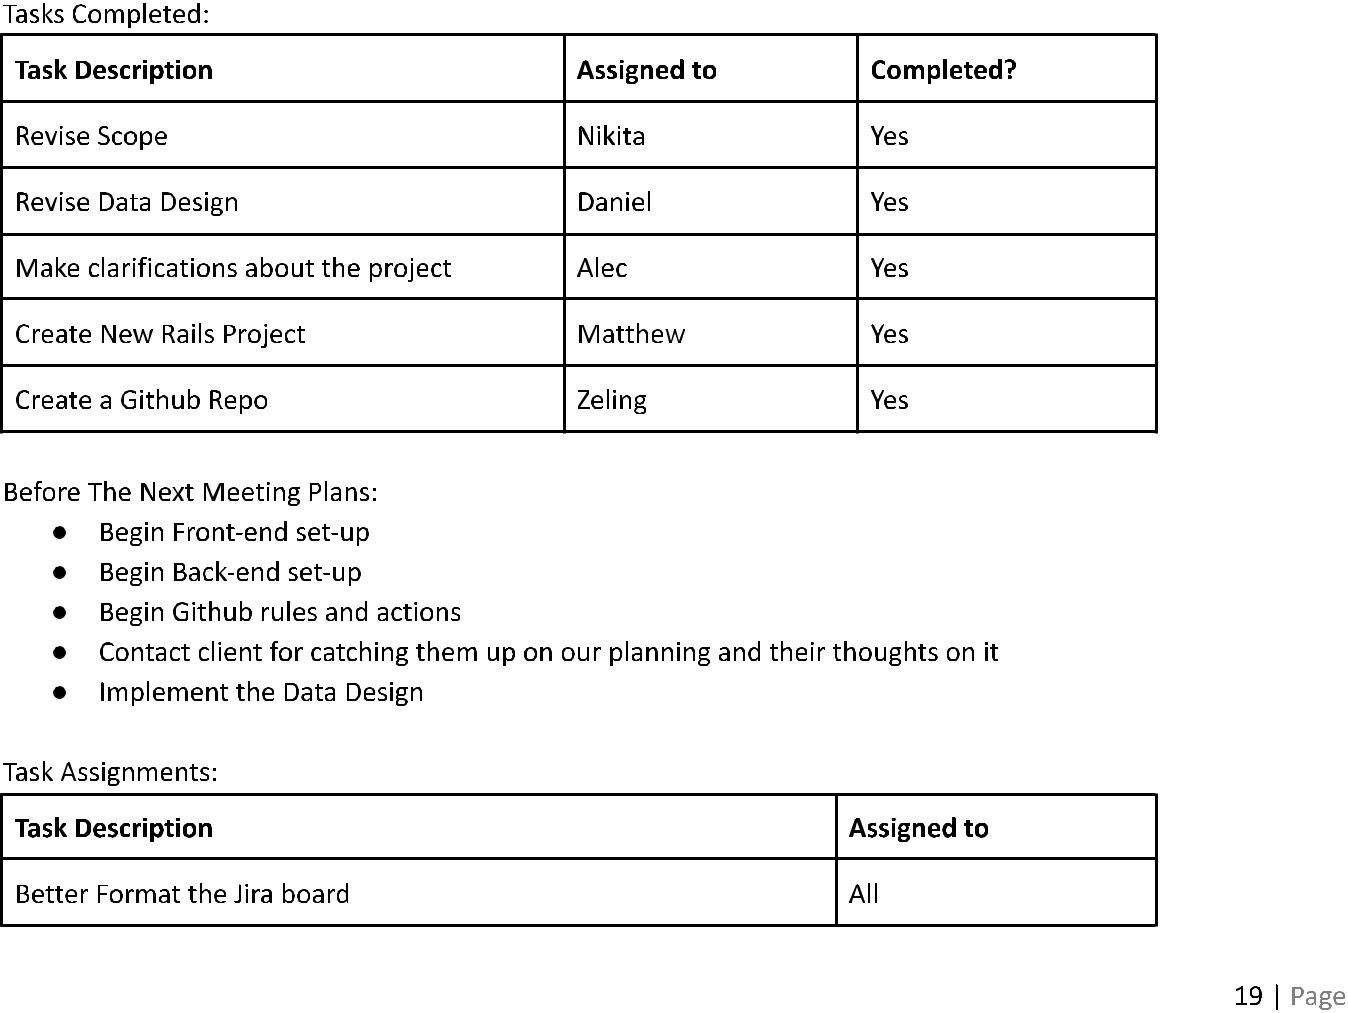 Tasks Completed:
Task Description Assigned to Completed?
Revise Scope Nikita Yes
Revise Data Design Daniel Yes
Make clarifications about the project Alec Yes
Create New Rails Project Matthew Yes
Create a Github Repo Zeling Yes
Before The Next Meeting Plans:
● Begin Front-end set-up
● Begin Back-end set-up
● Begin Github rules and actions
● Contact client for catching them up on our planning and their thoughts on it
● Implement the Data Design
Task Assignments:
Task Description Assigned to
Better Format the Jira board All
19 | Page